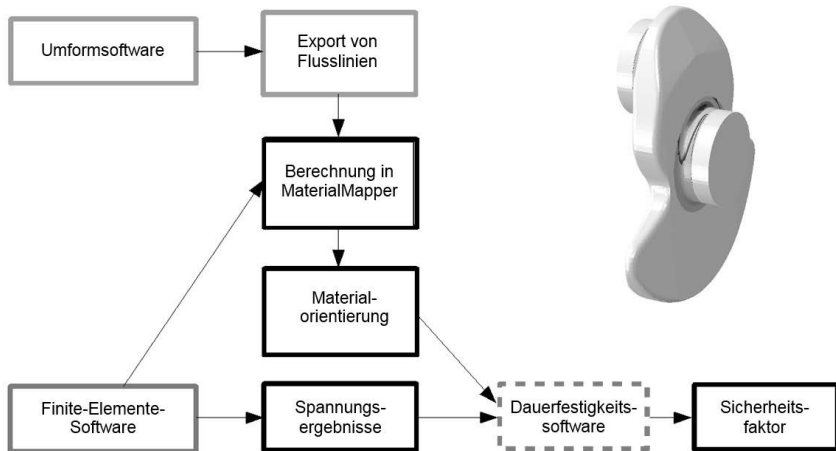 Umformsoftware
Export von
Flusslinien
Berechnung in
MaterialMapper
Material-
orientierung
Finite-Elemente-
Software
Spannungs-
ergebnisse
Dauerfestigkeits-
software
Sicherheits-
faktor